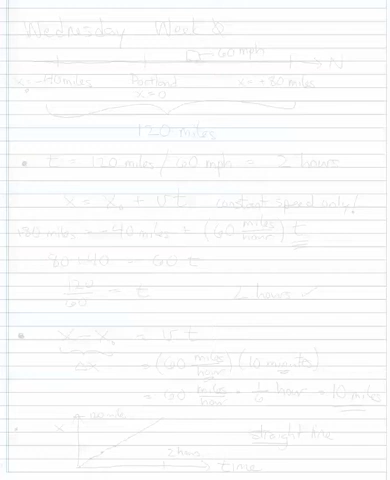 Wednesday Week 2
60 mph
N
x = -40 miles Portland x = +80 miles
x = 0
120 miles
• t = 120 miles / 60 mph = 2 hours
x = x₀ + vt constant speed only!
+80 miles = -40 miles + (60 miles/hour) t
80 + 40 = 60 t
120/60 = t 2 hours ✓
• x - x₀ = vt
Δx = (60 miles/hour) (10 minutes)
= 60 miles/hour · 1/6 hour = 10 miles
x straight line
2 hours time